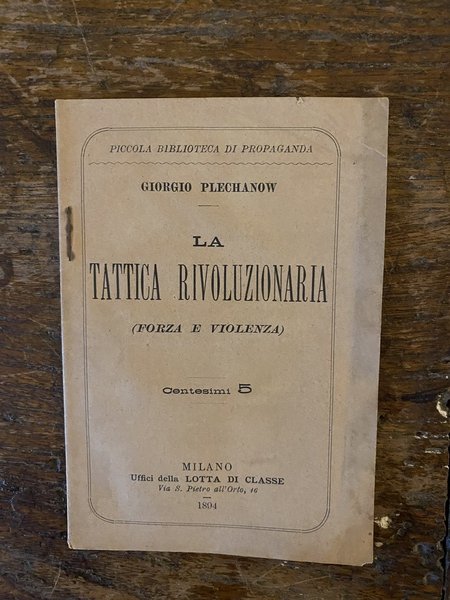 PICCOLA BIBLIOTECA DI PROPAGANDA
GIORGIO PLECHANOW
LA
TATTICA RIVOLUZIONARIA
(FORZA E VIOLENZA)
Centesimi 5
MILANO
Uffici della LOTTA DI CLASSE
Via S. Pietro all'Orto, 16
1894